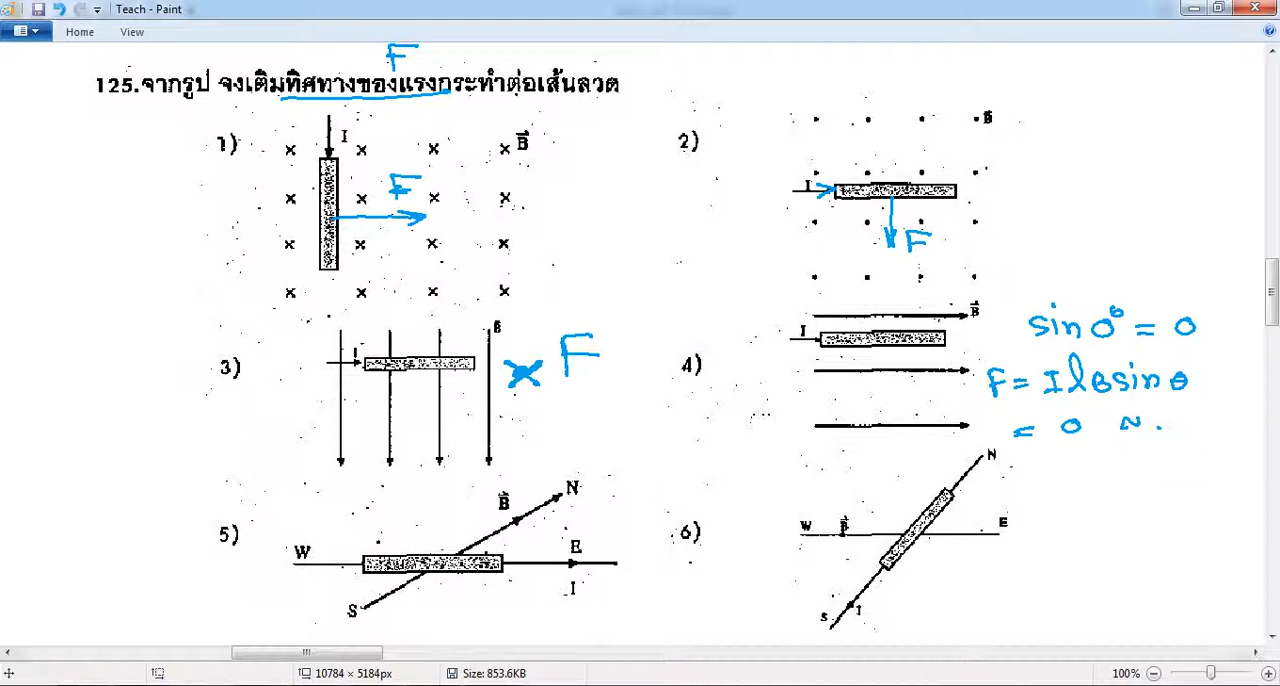 Teach - Paint
Home View
F
125.จากรูป จงเติมทิศทางของแรงกระทำต่อเส้นลวด
1) I B
F
2) B
I
F
3) I B
F
4) I B
sin 0° = 0
F = I l B sin θ
= 0 N.
5) W S B N E I
6) W B E N S I
10784 × 5184px Size: 853.6KB 100%